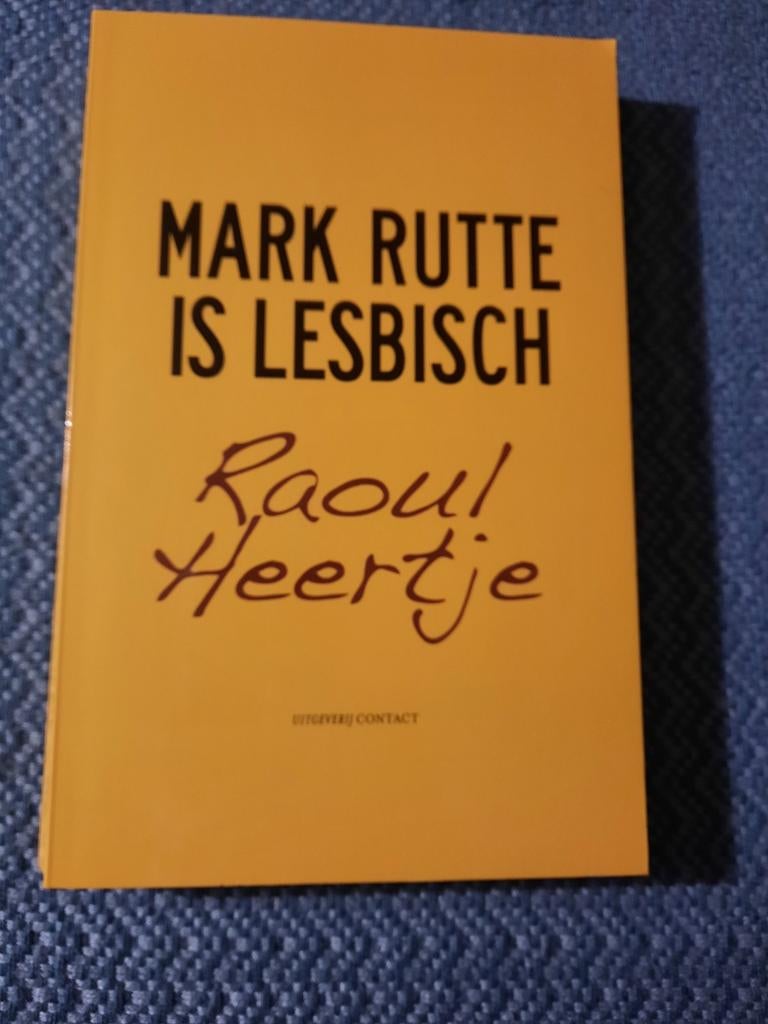 MARK RUTTE
IS LESBISCH
Raoul
Heertje
UITGEVERIJ CONTACT